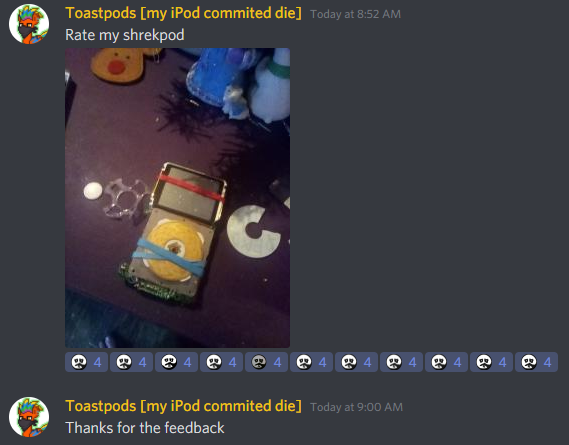 Toastpods [my iPod commited die] Today at 8:52 AM
Rate my shrekpod
4 4 4 4 4 4 4 4 4 4 4
Toastpods [my iPod commited die] Today at 9:00 AM
Thanks for the feedback